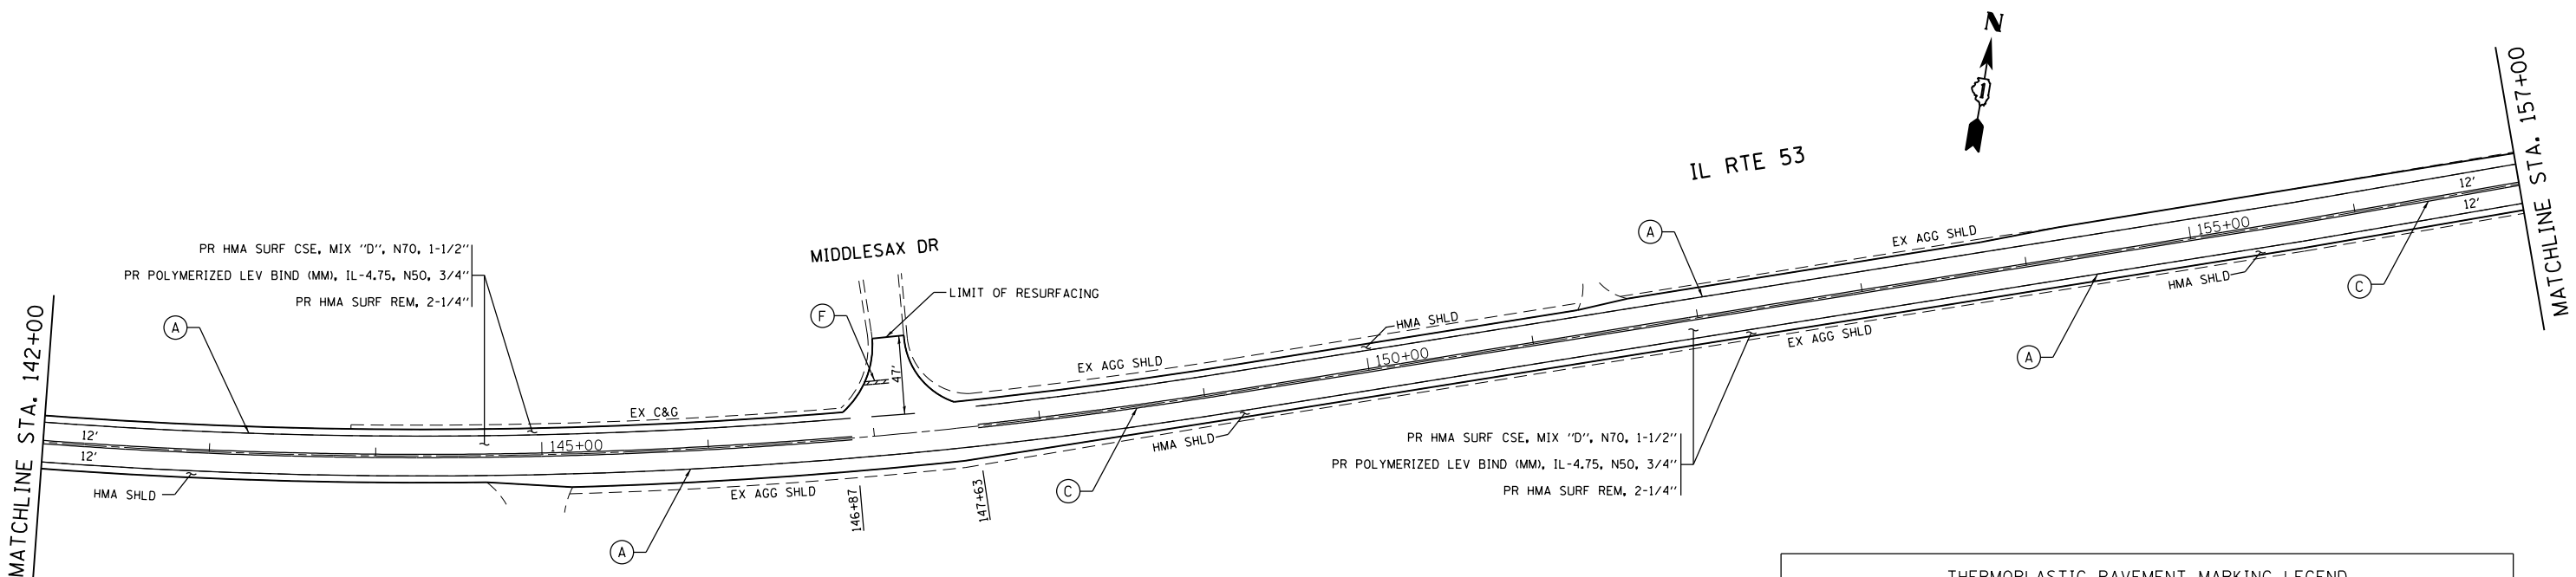 N
1
IL RTE 53
MATCHLINE STA. 157+00
12'
12'
155+00
EX AGG SHLD
A
HMA SHLD
C
PR HMA SURF CSE, MIX "D", N70, 1-1/2"
PR POLYMERIZED LEV BIND (MM), IL-4.75, N50, 3/4"
PR HMA SURF REM, 2-1/4"
MIDDLESAX DR
LIMIT OF RESURFACING
F
A
47'
HMA SHLD
EX AGG SHLD
150+00
EX AGG SHLD
A
MATCHLINE STA. 142+00
12'
12'
EX C&G
145+00
HMA SHLD
EX AGG SHLD
146+87
147+63
HMA SHLD
C
A
PR HMA SURF CSE, MIX "D", N70, 1-1/2"
PR POLYMERIZED LEV BIND (MM), IL-4.75, N50, 3/4"
PR HMA SURF REM, 2-1/4"
THERMOPLASTIC PAVEMENT MARKING LEGEND